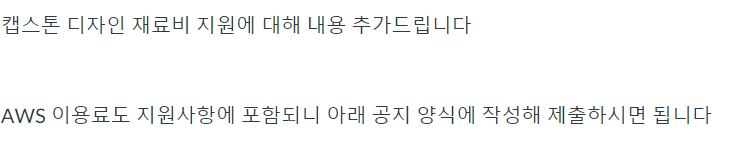 캡스톤 디자인 재료비 지원에 대해 내용 추가드립니다
AWS 이용료도 지원사항에 포함되니 아래 공지 양식에 작성해 제출하시면 됩니다